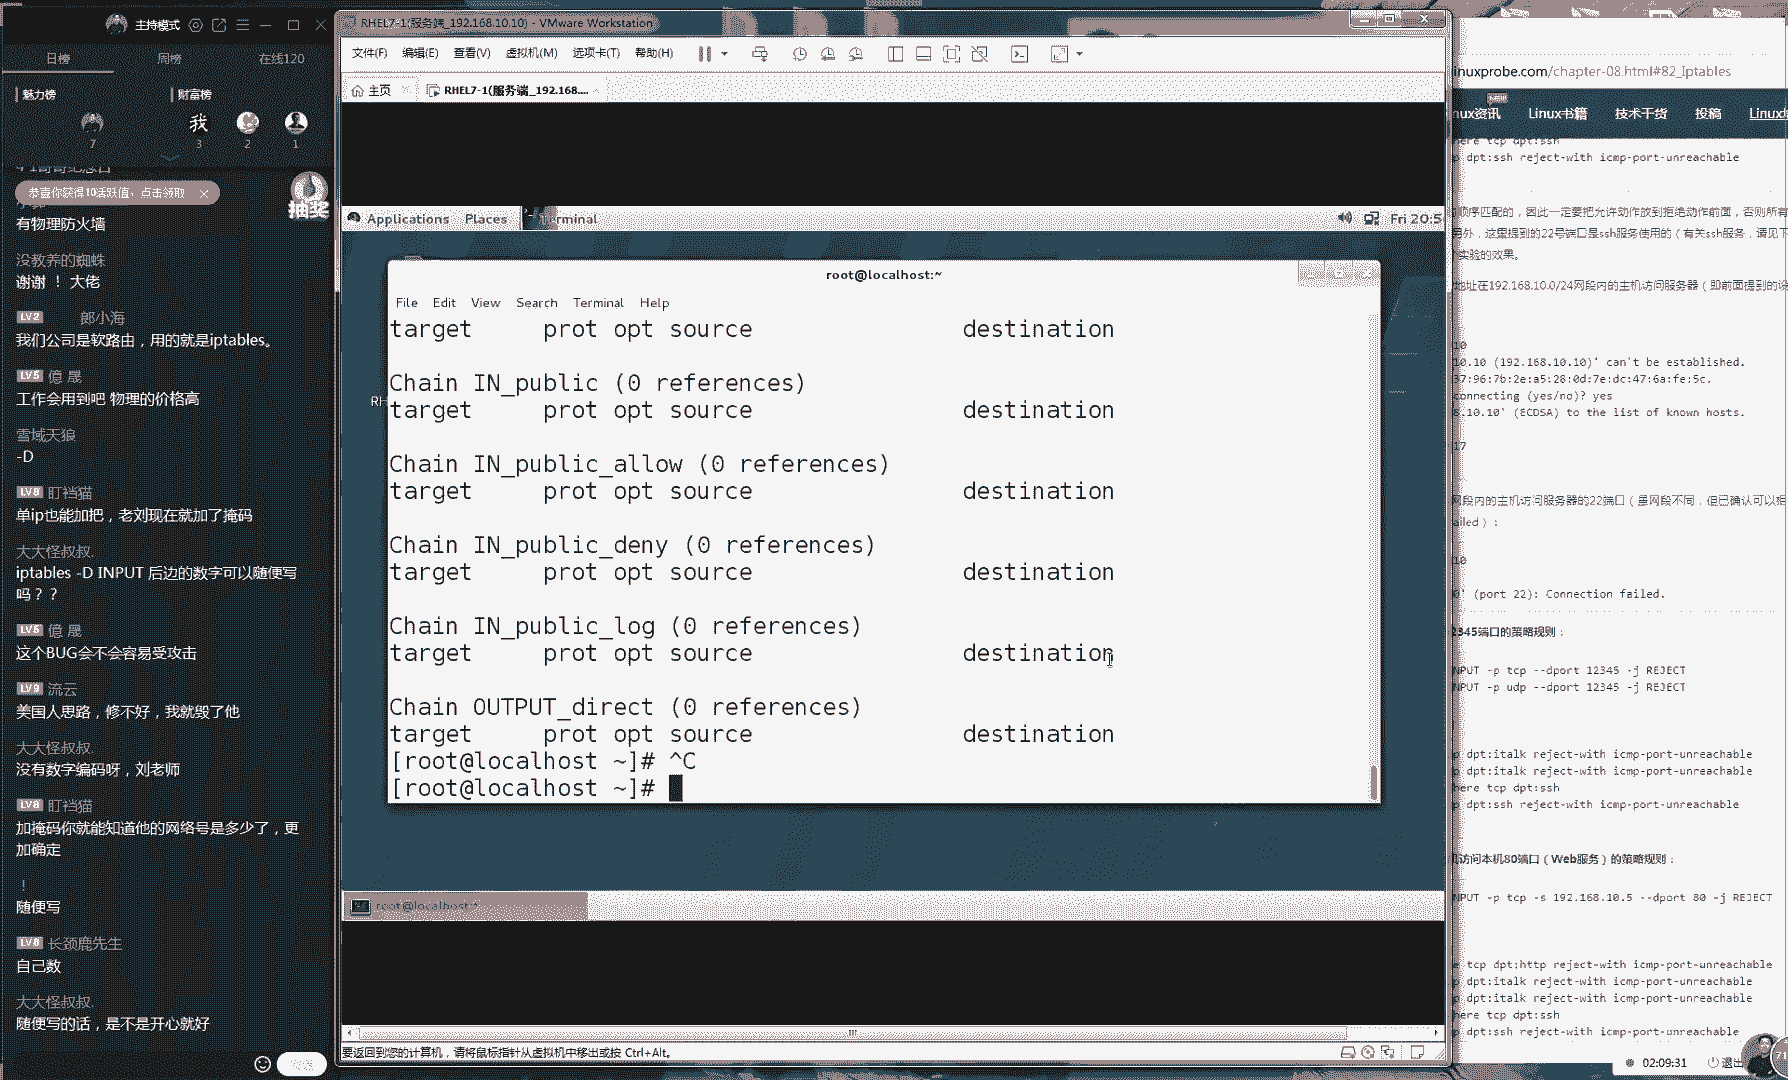 主持模式
日榜
周榜
在线120
魅力榜
财富榜
我
7
3
2
1
恭喜你获得10活跃值，点击领取
抽奖
有物理防火墙
没教养的蜘蛛
谢谢 ！ 大佬
LV2 郎小海
我们公司是软路由，用的就是iptables。
LV5 億 晟
工作会用到吧 物理的价格高
雪域天狼
-D
LV8 盯裆猫
单ip也能加把，老刘现在就加了掩码
大大怪叔叔.
iptables -D INPUT 后边的数字可以随便写
吗？？
LV5 億 晟
这个BUG会不会容易受攻击
LV9 流云
美国人思路，修不好，我就毁了他
大大怪叔叔.
没有数字编码呀，刘老师
LV8 盯裆猫
加掩码你就能知道他的网络号是多少了，更
加确定
！
随便写
LV8 长颈鹿先生
自己数
大大怪叔叔.
随便写的话，是不是开心就好
RHEL7-1(服务端_192.168.10.10) - VMware Workstation
文件(F) 编辑(E) 查看(V) 虚拟机(M) 选项卡(T) 帮助(H)
主页
RHEL7-1(服务端_192.168....
Applications Places Terminal
Fri 20:5
RH
root@localhost:~
File Edit View Search Terminal Help
target prot opt source destination
Chain IN_public (0 references)
target prot opt source destination
Chain IN_public_allow (0 references)
target prot opt source destination
Chain IN_public_deny (0 references)
target prot opt source destination
Chain IN_public_log (0 references)
target prot opt source destination
Chain OUTPUT_direct (0 references)
target prot opt source destination
[root@localhost ~]# ^C
[root@localhost ~]#
root@localhost:~
要返回到您的计算机，请将鼠标指针从虚拟机中移出或按 Ctrl+Alt。
inuxprobe.com/chapter-08.html#82_Iptables
NEW
nux资讯 Linux书籍 技术干货 投稿 Linux
here tcp dpt:ssh
p dpt:ssh reject-with icmp-port-unreachable
顺序匹配的，因此一定要把允许动作放到拒绝动作前面，否则所有
另外，这里提到的22号端口是ssh服务使用的（有关ssh服务，请见下
实验的效果。
地址在192.168.10.0/24网段内的主机访问服务器（即前面提到的设
10
10.10 (192.168.10.10)' can't be established.
37:96:7b:2e:a5:28:0d:7e:dc:47:6a:fe:5c.
connecting (yes/no)? yes
8.10.10' (ECDSA) to the list of known hosts.
17
网段内的主机访问服务器的22端口（虽网段不同，但已确认可以相
ailed）：
10
0' (port 22): Connection failed.
2345端口的策略规则：
NPUT -p tcp --dport 12345 -j REJECT
NPUT -p udp --dport 12345 -j REJECT
p dpt:italk reject-with icmp-port-unreachable
p dpt:italk reject-with icmp-port-unreachable
here tcp dpt:ssh
p dpt:ssh reject-with icmp-port-unreachable
机访问本机80端口（Web服务）的策略规则：
NPUT -p tcp -s 192.168.10.5 --dport 80 -j REJECT
e tcp dpt:http reject-with icmp-port-unreachable
p dpt:italk reject-with icmp-port-unreachable
p dpt:italk reject-with icmp-port-unreachable
here tcp dpt:ssh
p dpt:ssh reject-with icmp-port-unreachable
02:09:31
退出
71